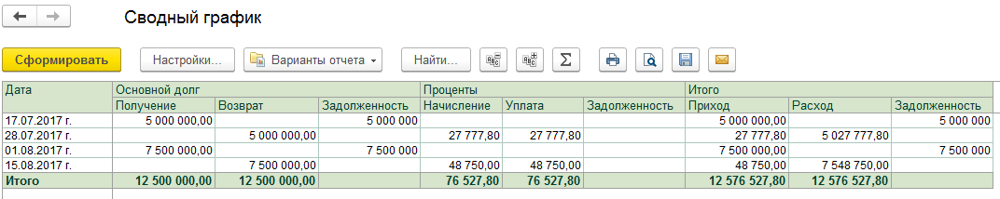 Сводный график
Сформировать Настройки... Варианты отчета Найти...
Дата Основной долг Проценты Итого
Получение Возврат Задолженность Начисление Уплата Задолженность Приход Расход Задолженность
17.07.2017 г. 5 000 000,00 5 000 000 5 000 000,00 5 000 000
28.07.2017 г. 5 000 000,00 27 777,80 27 777,80 27 777,80 5 027 777,80
01.08.2017 г. 7 500 000,00 7 500 000 7 500 000,00 7 500 000
15.08.2017 г. 7 500 000,00 48 750,00 48 750,00 48 750,00 7 548 750,00
Итого 12 500 000,00 12 500 000,00 76 527,80 76 527,80 12 576 527,80 12 576 527,80